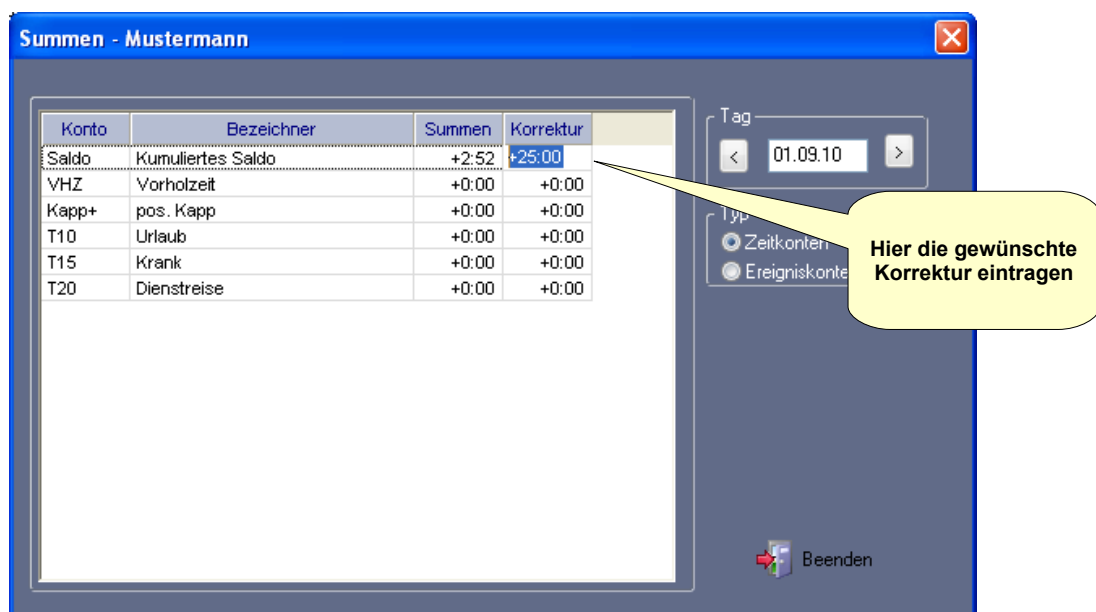 Summen - Mustermann
Konto Bezeichner Summen Korrektur
Saldo Kumuliertes Saldo +2:52 +25:00
VHZ Vorholzeit +0:00 +0:00
Kapp+ pos. Kapp +0:00 +0:00
T10 Urlaub +0:00 +0:00
T15 Krank +0:00 +0:00
T20 Dienstreise +0:00 +0:00
Tag
< 01.09.10 >
Typ
Zeitkonten
Ereigniskonte
Hier die gewünschte
Korrektur eintragen
Beenden